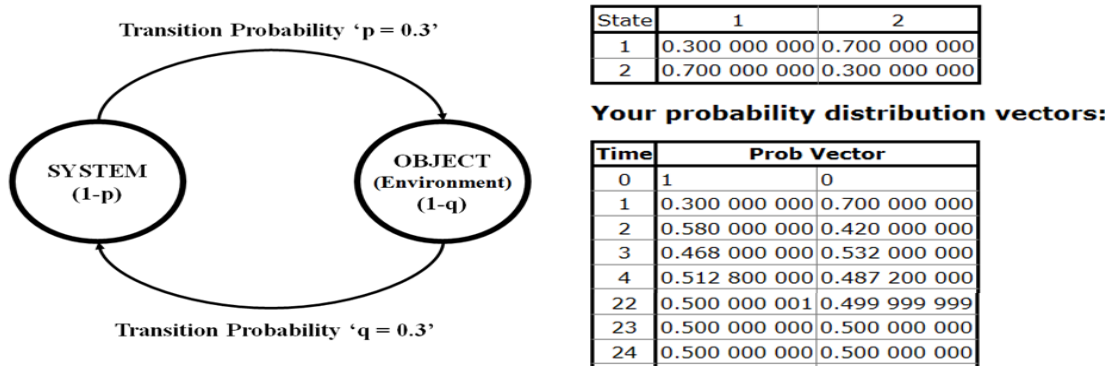 Transition Probability ‘p = 0.3’
SYSTEM
(1-p)
OBJECT
(Environment)
(1-q)
Transition Probability ‘q = 0.3’
State 1 2
1 0.300 000 000 0.700 000 000
2 0.700 000 000 0.300 000 000
Your probability distribution vectors:
Time Prob Vector
0 1 0
1 0.300 000 000 0.700 000 000
2 0.580 000 000 0.420 000 000
3 0.468 000 000 0.532 000 000
4 0.512 800 000 0.487 200 000
22 0.500 000 001 0.499 999 999
23 0.500 000 000 0.500 000 000
24 0.500 000 000 0.500 000 000